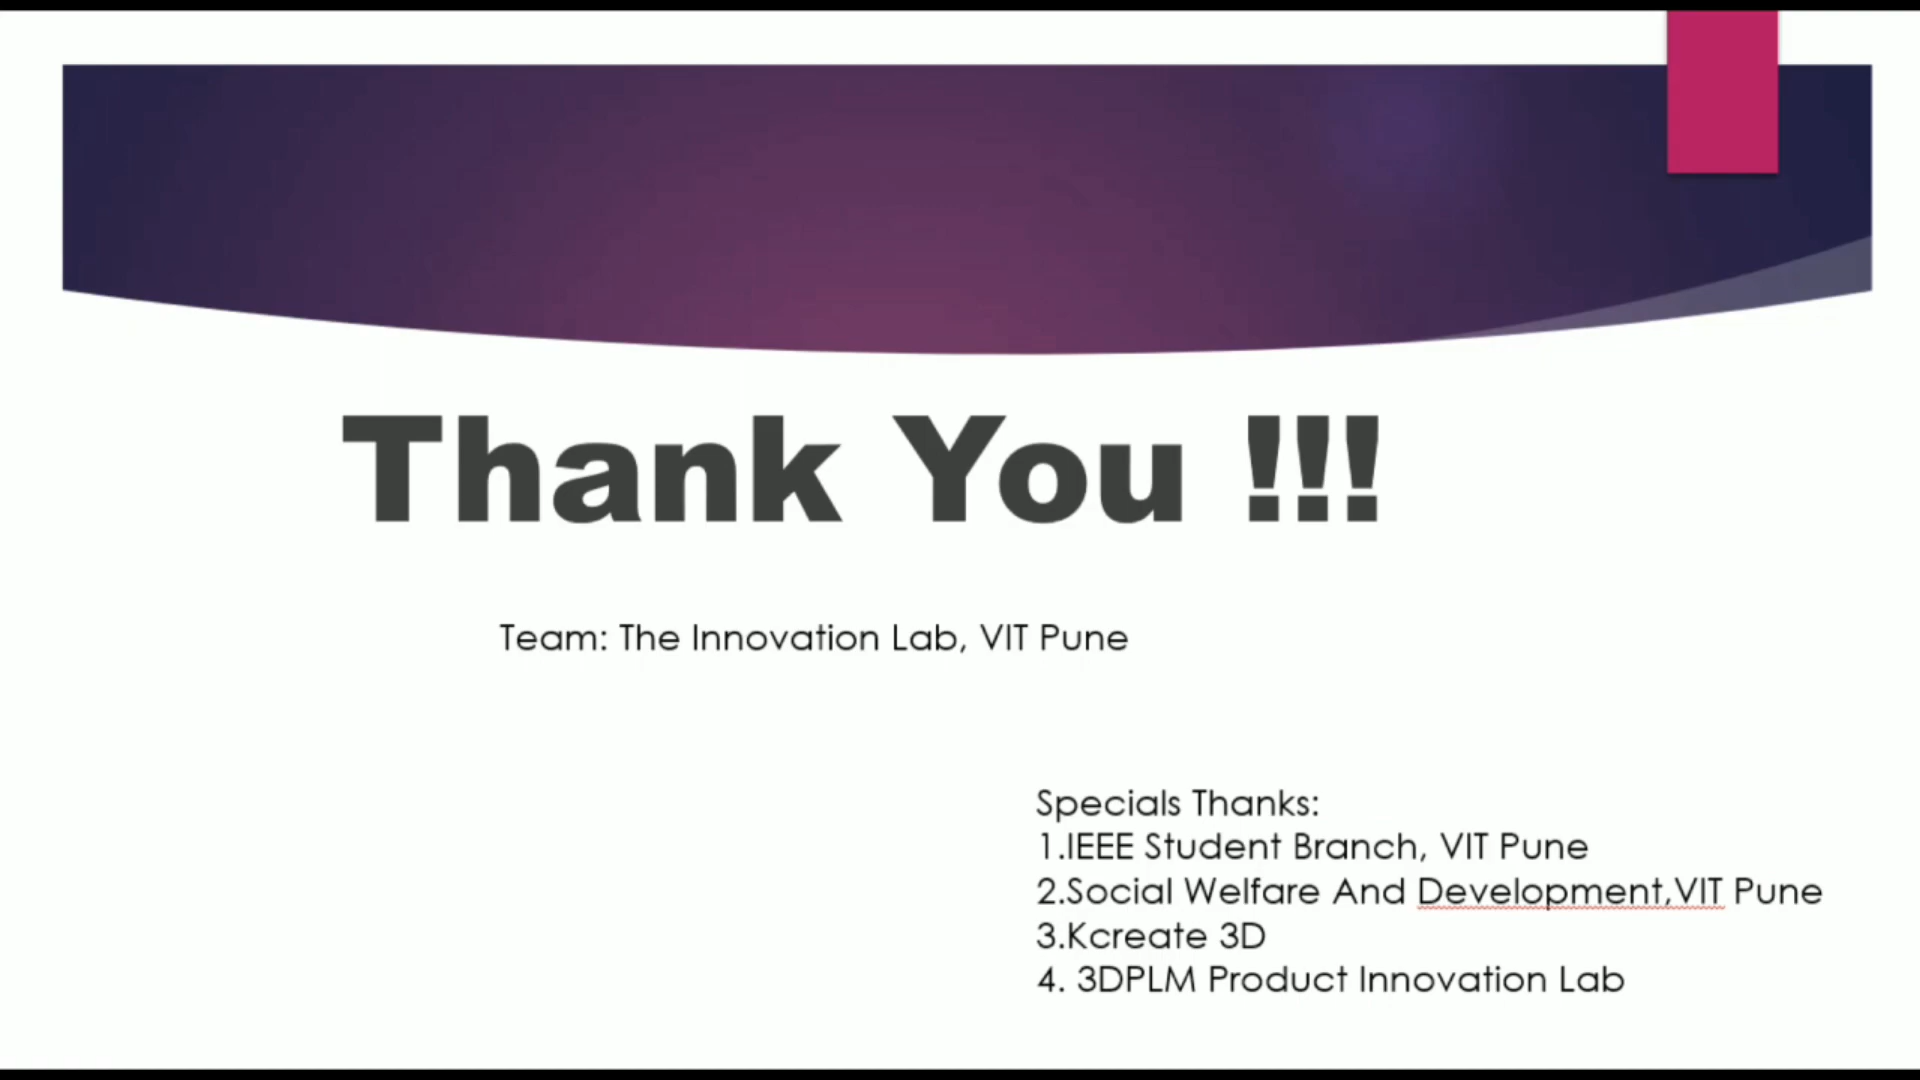 Thank You !!!
Team: The Innovation Lab, VIT Pune
Specials Thanks:
1.IEEE Student Branch, VIT Pune
2.Social Welfare And Development,VIT Pune
3.Kcreate 3D
4. 3DPLM Product Innovation Lab